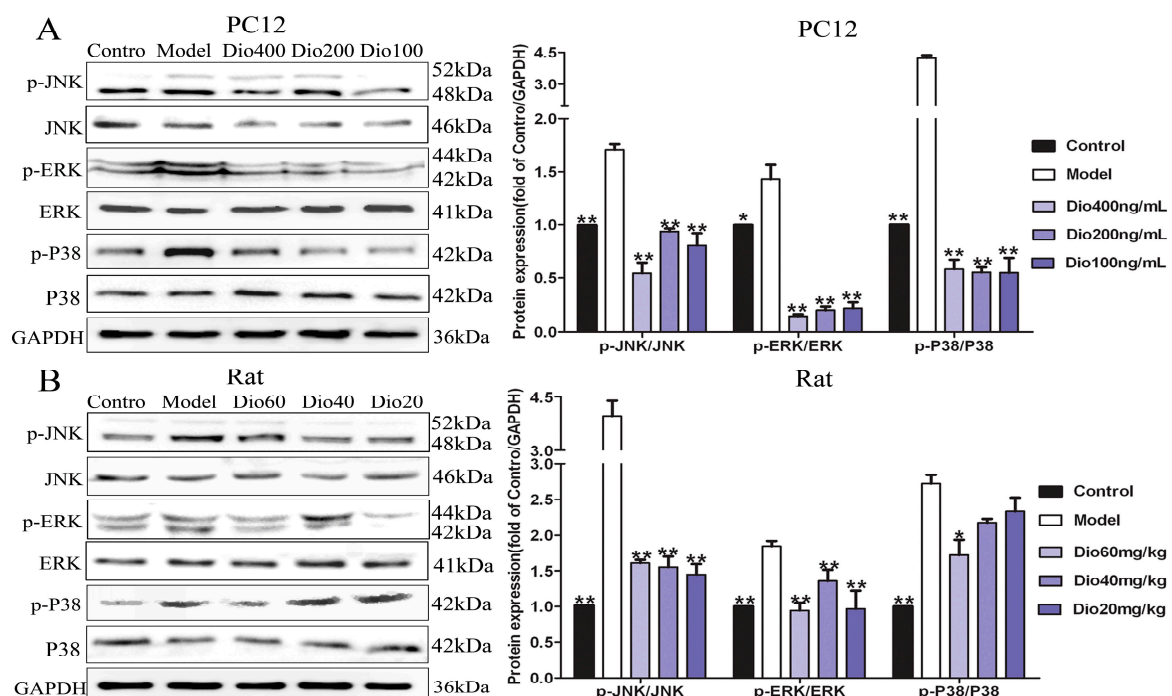 A
PC12
Contro Model Dio400 Dio200 Dio100
p-JNK
52kDa
48kDa
JNK
46kDa
p-ERK
44kDa
42kDa
ERK
41kDa
p-P38
42kDa
P38
42kDa
GAPDH
36kDa
PC12
Protein expression(fold of Contro/GAPDH)
4.5
4.0
3.5
3.0
2.0
1.5
1.0
0.5
0.0
** ** ** **
* ** ** **
** ** ** **
p-JNK/JNK p-ERK/ERK p-P38/P38
Control
Model
Dio400ng/mL
Dio200ng/mL
Dio100ng/mL
B
Rat
Contro Model Dio60 Dio40 Dio20
p-JNK
52kDa
48kDa
JNK
46kDa
p-ERK
44kDa
42kDa
ERK
41kDa
p-P38
42kDa
P38
42kDa
GAPDH
36kDa
Rat
Protein expression(fold of Contro/GAPDH)
4.5
3.0
3.0
2.5
2.0
1.5
1.0
0.5
0.0
** ** ** **
** ** ** **
** *
p-JNK/JNK p-ERK/ERK p-P38/P38
Control
Model
Dio60mg/kg
Dio40mg/kg
Dio20mg/kg